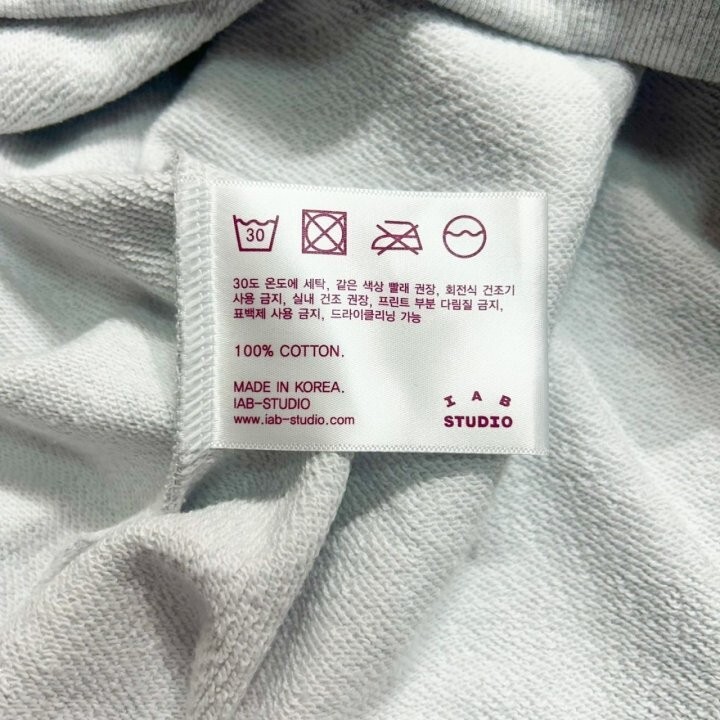 30
30도 온도에 세탁, 같은 색상 빨래 권장, 회전식 건조기
사용 금지, 실내 건조 권장, 프린트 부분 다림질 금지,
표백제 사용 금지, 드라이클리닝 가능
100% COTTON.
MADE IN KOREA.
IAB-STUDIO
www.iab-studio.com
IAB
STUDIO